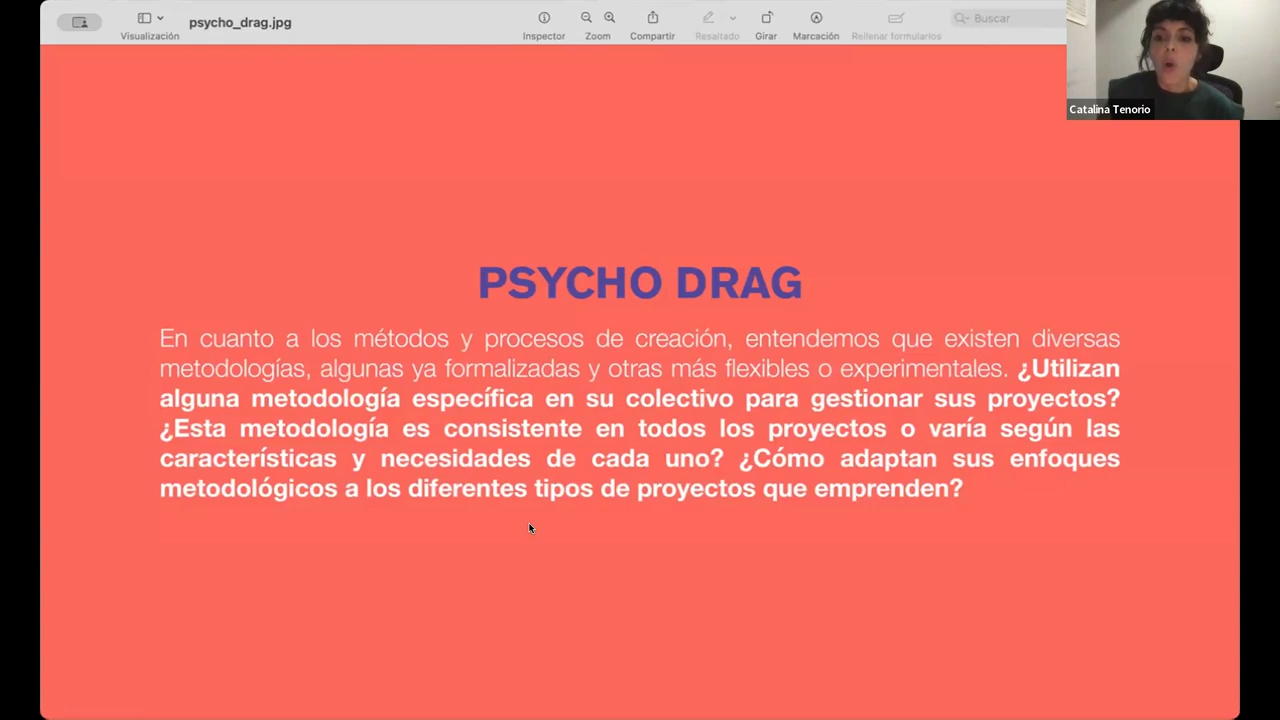 psycho_drag.jpg
Visualización
Inspector
Zoom
Compartir
Resaltado
Girar
Marcación
Rellenar formularios
Buscar
Catalina Tenorio
PSYCHO DRAG
En cuanto a los métodos y procesos de creación, entendemos que existen diversas
metodologías, algunas ya formalizadas y otras más flexibles o experimentales. ¿Utilizan
alguna metodología específica en su colectivo para gestionar sus proyectos?
¿Esta metodología es consistente en todos los proyectos o varía según las
características y necesidades de cada uno? ¿Cómo adaptan sus enfoques
metodológicos a los diferentes tipos de proyectos que emprenden?